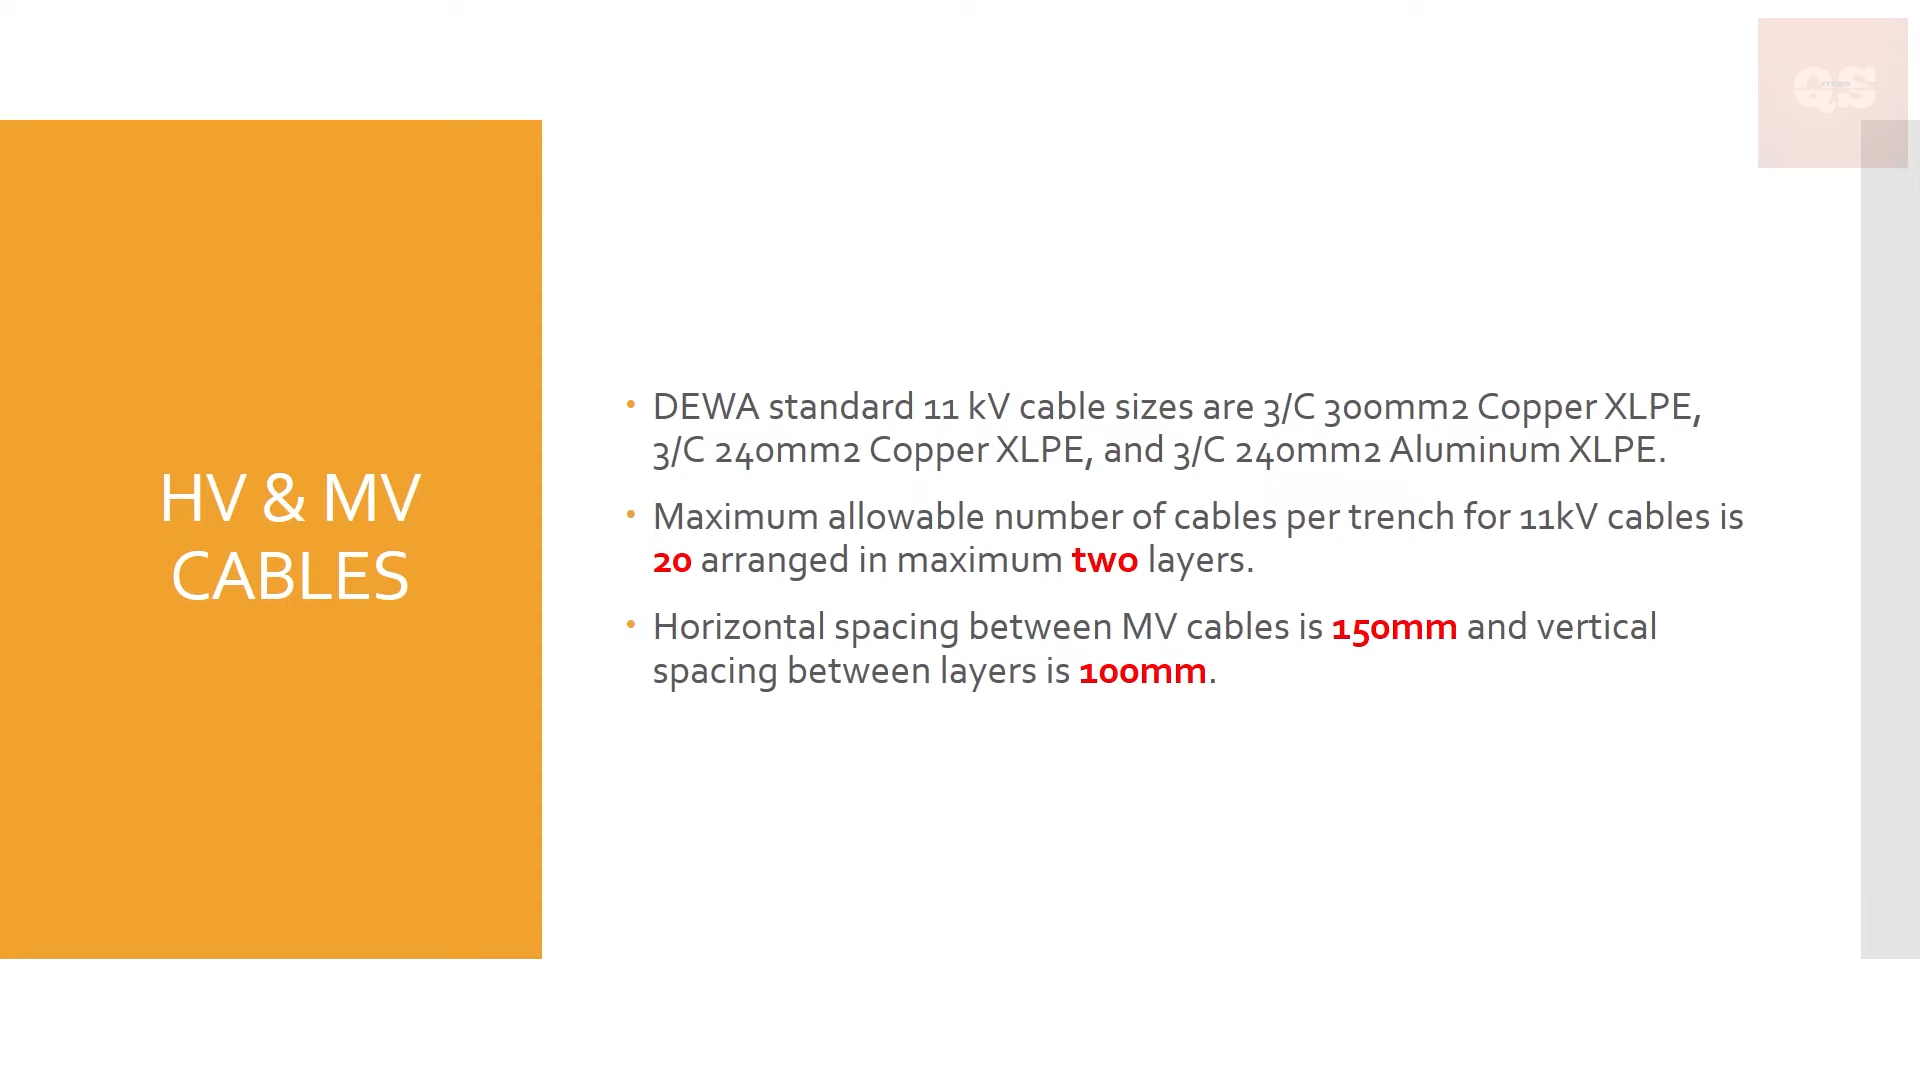 QS
HV & MV
CABLES
• DEWA standard 11 kV cable sizes are 3/C 300mm2 Copper XLPE,
3/C 240mm2 Copper XLPE, and 3/C 240mm2 Aluminum XLPE.
• Maximum allowable number of cables per trench for 11kV cables is
20 arranged in maximum two layers.
• Horizontal spacing between MV cables is 150mm and vertical
spacing between layers is 100mm.